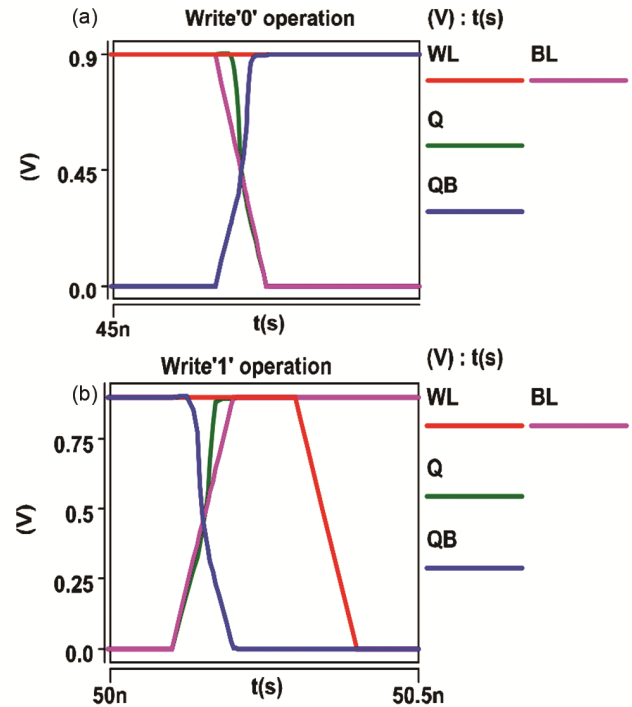 (a) Write'0' operation
(V) : t(s)
WL BL
Q
QB
0.9
0.45
0.0
(V)
45n
t(s)
(b) Write'1' operation
(V) : t(s)
WL BL
Q
QB
0.75
0.5
0.25
0.0
(V)
50n t(s) 50.5n